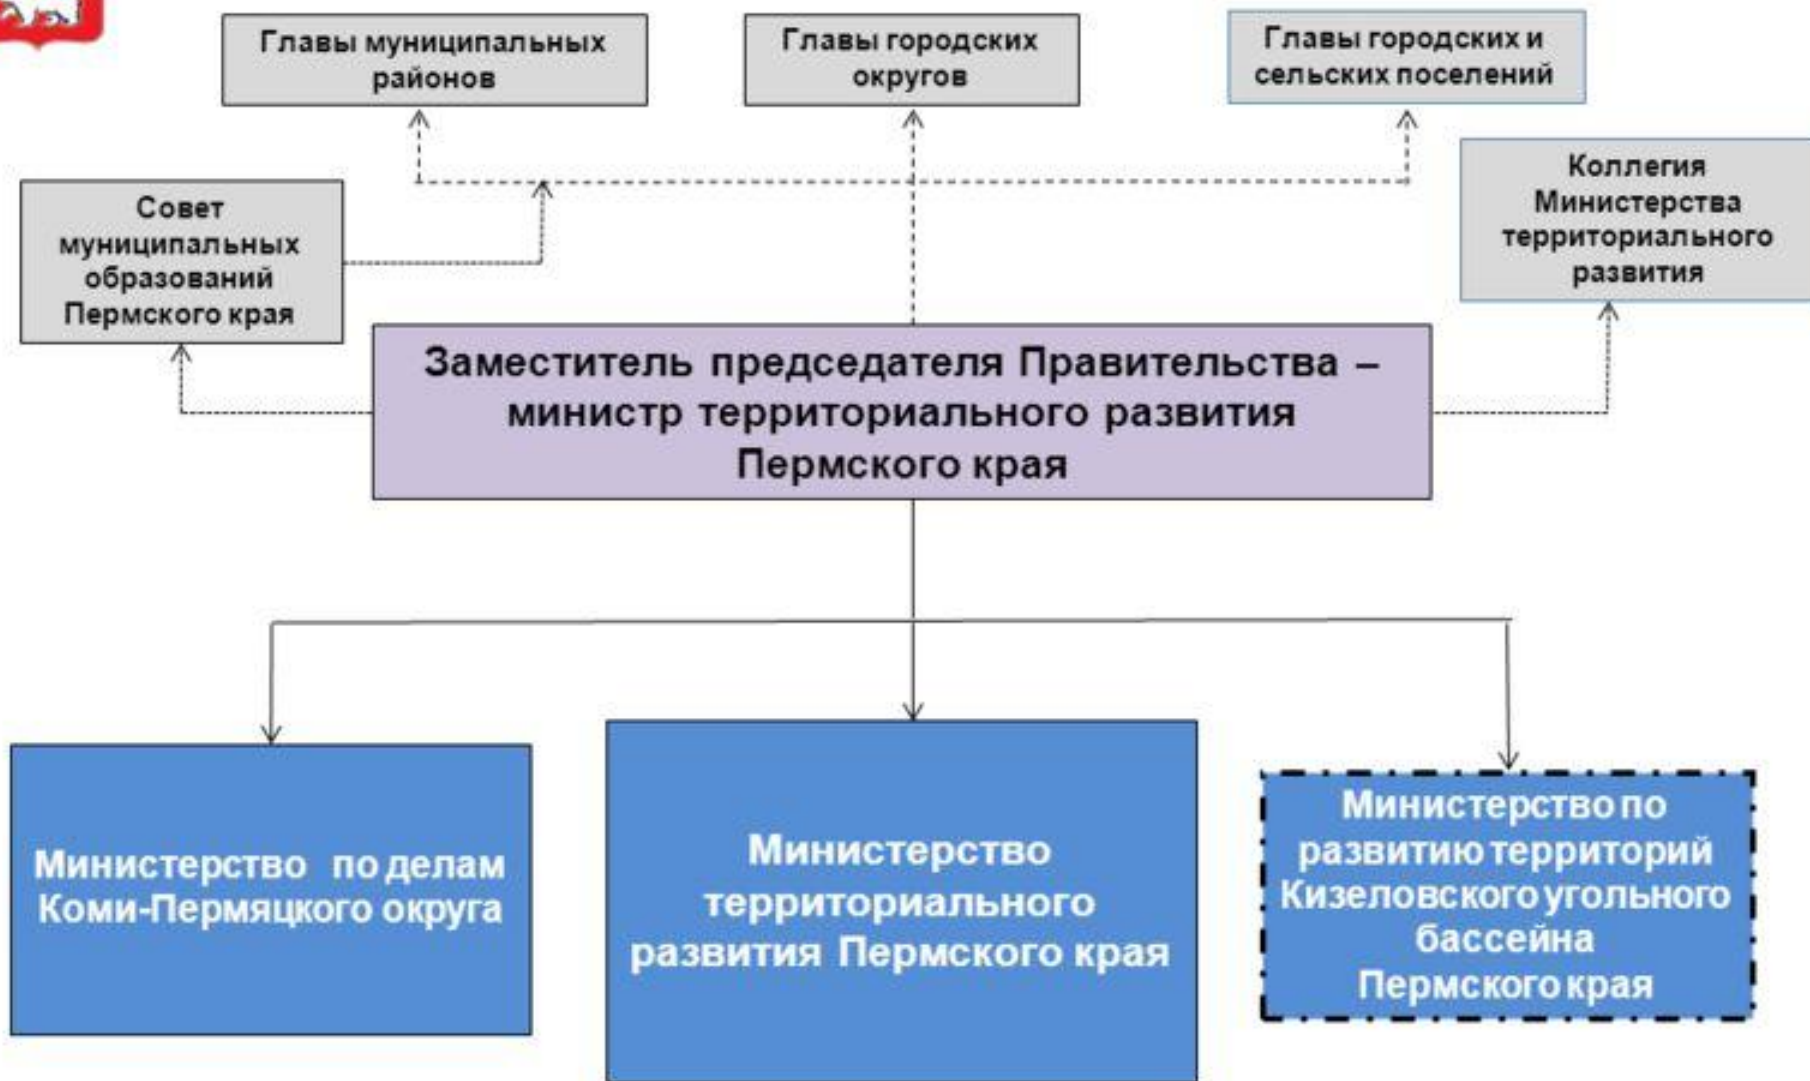 Главы муниципальных
районов
Главы городских
округов
Главы городских и
сельских поселений
Совет
муниципальных
образований
Пермского края
Коллегия
Министерства
территориального
развития
Заместитель председателя Правительства –
министр территориального развития
Пермского края
Министерство по делам
Коми-Пермяцкого округа
Министерство
территориального
развития Пермского края
Министерство по
развитию территорий
Кизеловского угольного
бассейна
Пермского края